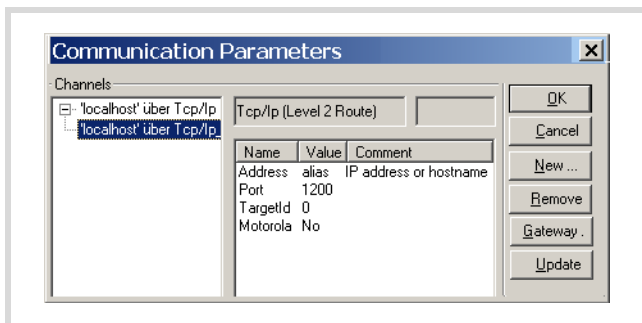 Communication Parameters
Channels
'localhost' über Tcp/Ip
'localhost' über Tcp/Ip_
Tcp/Ip (Level 2 Route)
Name Value Comment
Address alias IP address or hostname
Port 1200
TargetId 0
Motorola No
OK
Cancel
New ...
Remove
Gateway .
Update